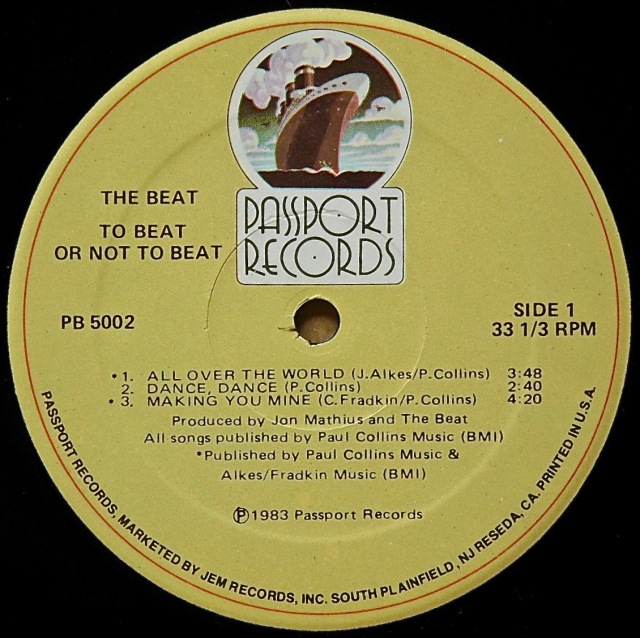 PASSPORT
RECORDS
THE BEAT
TO BEAT
OR NOT TO BEAT
PB 5002
SIDE 1
33 1/3 RPM
•1. ALL OVER THE WORLD (J.Alkes/P.Collins) 3:48
2. DANCE, DANCE (P.Collins) 2:40
•3. MAKING YOU MINE (C.Fradkin/P.Collins) 4:20
Produced by Jon Mathius and The Beat
All songs published by Paul Collins Music (BMI)
*Published by Paul Collins Music &
Alkes/Fradkin Music (BMI)
℗1983 Passport Records
PASSPORT RECORDS, MARKETED BY JEM RECORDS, INC. SOUTH PLAINFIELD, NJ RESEDA, CA. PRINTED IN U.S.A.